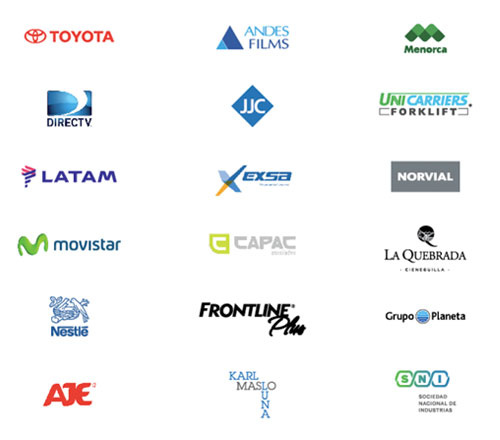 TOYOTA
ANDES
FILMS
Menorca
DIRECTV
JJC
UNICARRIERS
FORKLIFT
LATAM
EXSA
NORVIAL
movistar
CAPAC
LA QUEBRADA
- CIENEGUILLA -
Nestlé
FRONTLINE®
Plus
Grupo Planeta
AJE
KARL
MASLO
LUNA
SNI
SOCIEDAD
NACIONAL DE
INDUSTRIAS